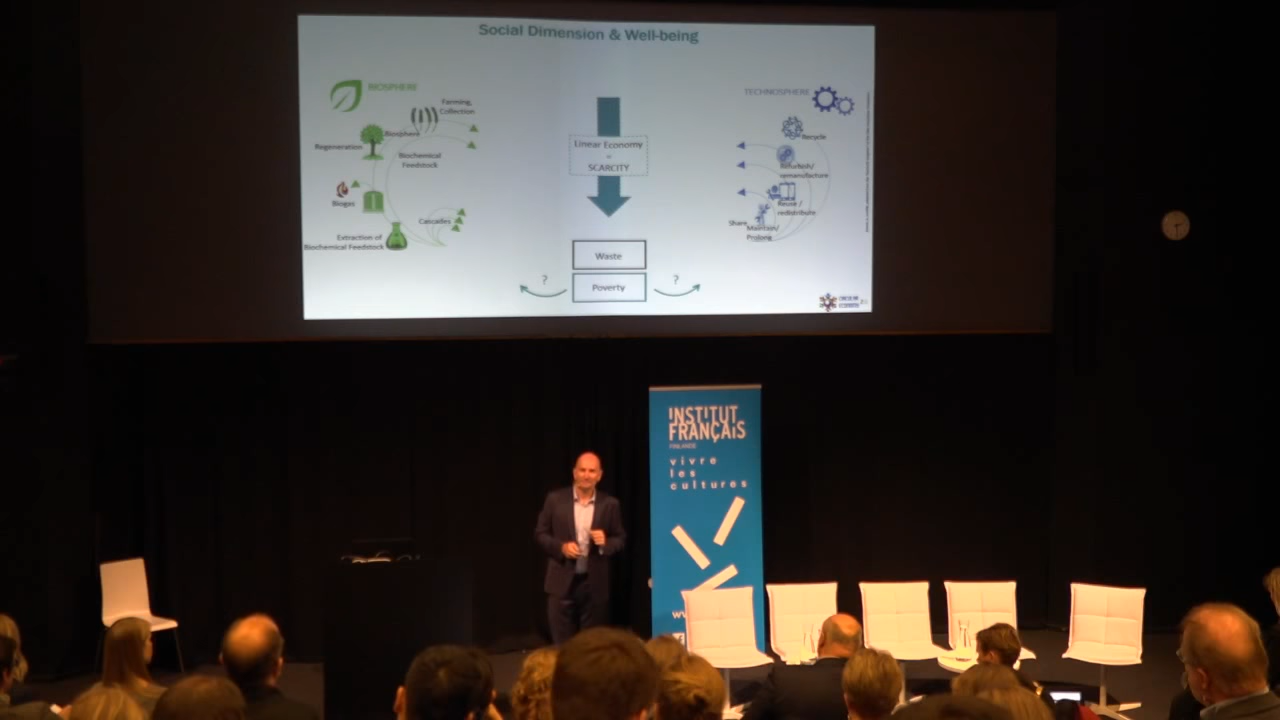 Social Dimension & Well-being
BIOSPHERE
Farming,
Collection
Biosphere
Regeneration
Biochemical
Feedstock
Biogas
Cascades
Extraction of
Biochemical Feedstock
Linear Economy
=
SCARCITY
Waste
?
Poverty
?
TECHNOSPHERE
Recycle
Refurbish/
remanufacture
Reuse /
redistribute
Share
Maintain/
Prolong
INSTITUT
FRANÇAIS
FINLANDE
vivre
les
cultures